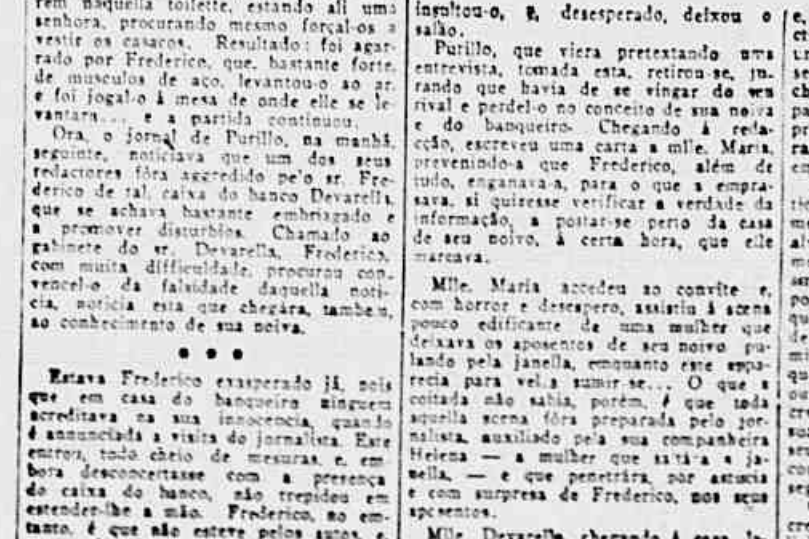 rem naquella toilette, estando ali uma
senhora, procurando mesmo forçal-os a
vestir os casacos. Resultado: foi agar-
rado por Frederico, que, bastante forte,
de musculos de aço, levantou-o ao ar,
e foi jogal-o á mesa de onde elle se le-
vantara... e a partida continuou.
Ora, o jornal de Purillo, na manhã,
seguinte, noticiava que um dos seus
redactores fôra aggredido pelo sr. Fre-
derico de tal, caixa do banco Devarella,
que se achava bastante embriagado e
a promover disturbios. Chamado ao
gabinete do sr. Devarella, Frederico,
com muita difficuldade, procurou con-
vencel-o da falsidade daquella noti-
cia, noticia esta que chegára, tambem,
ao conhecimento de sua noiva.
• • •
Estava Frederico exasperado já, pois
que em casa do banqueiro ninguem
acreditava na sua innocencia, quando
é annunciada a visita do jornalista. Este
entrou, todo cheio de mesuras, e, em-
bora desconcertasse com a presença
do caixa do banco, não trepidou em
estender-lhe a mão. Frederico, no em-
tanto, é que não esteve pelos autos, e,
insultou-o, e, desesperado, deixou o
salão.
Purillo, que viera pretextando uma
entrevista, tomada esta, retirou-se, ju-
rando que havia de se vingar do seu
rival e perdel-o no conceito de sua noiva
e do banqueiro. Chegando á reda-
cção, escreveu uma carta a mlle. Maria,
prevenindo-a que Frederico, além de
tudo, enganava-a, para o que a empra-
sava, si quizesse verificar a verdade da
informação, a postar-se perto da casa
de seu noivo, á certa hora, que elle
marcava.
Mlle. Maria accedeu ao convite e,
com horror e desespero, assistiu á scena
pouco edificante de uma mulher que
deixava os aposentos de seu noivo pu-
lando pela janella, emquanto este appa-
recia para vel-a sumir-se... O que a
coitada não sabia, porém, é que toda
aquella scena fôra preparada pelo jor-
nalista, auxiliado pela sua companheira
Helena — a mulher que saltára a ja-
nella, — e que penetrára, por astucia
e com surpresa de Frederico, nos seus
aposentos.
Mlle. Devarella, chegando á casa